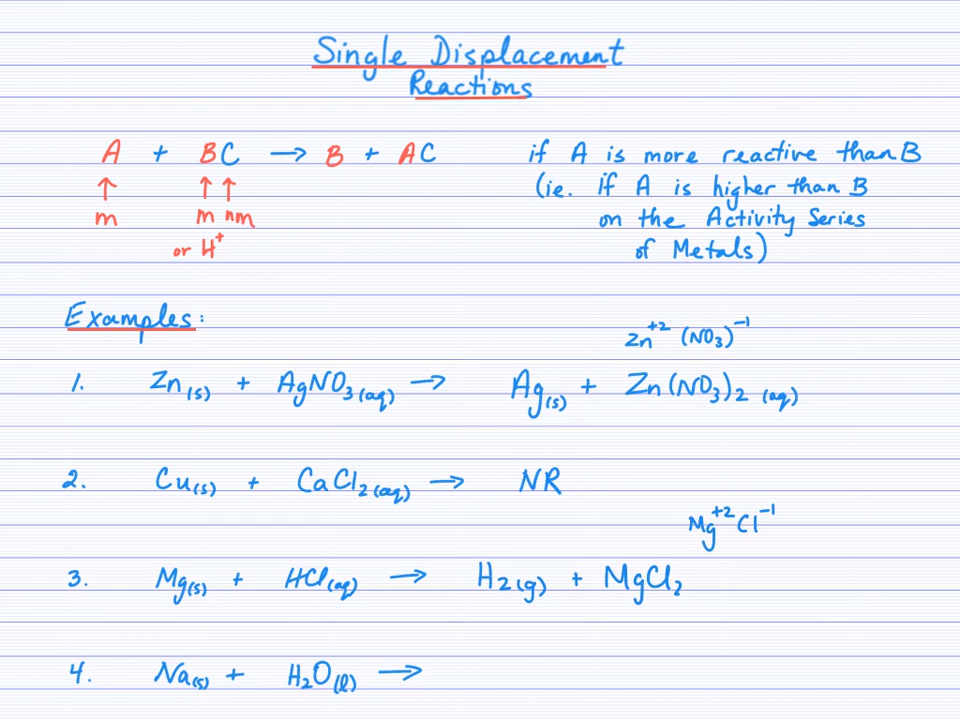 Single Displacement
Reactions
A + BC → B + AC if A is more reactive than B
↑ ↑ ↑ (ie. if A is higher than B
m m nm on the Activity Series
or H⁺ of Metals)
Examples:
Zn⁺² (NO₃)⁻¹
1. Zn(s) + AgNO₃(aq) → Ag(s) + Zn(NO₃)₂ (aq)
2. Cu(s) + CaCl₂(aq) → NR
Mg⁺² Cl⁻¹
3. Mg(s) + HCl(aq) → H₂(g) + MgCl₂
4. Na(s) + H₂O(l) →